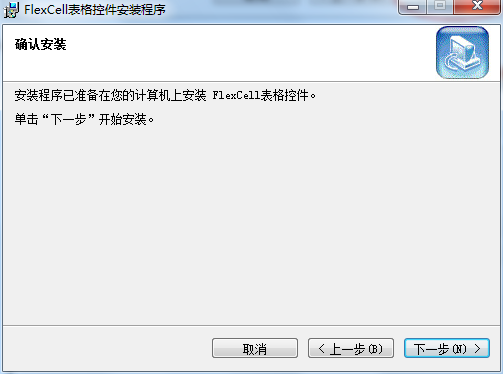 FlexCell表格控件安装程序
确认安装
安装程序已准备在您的计算机上安装 FlexCell表格控件。
单击“下一步”开始安装。
取消
< 上一步(B)
下一步(N) >